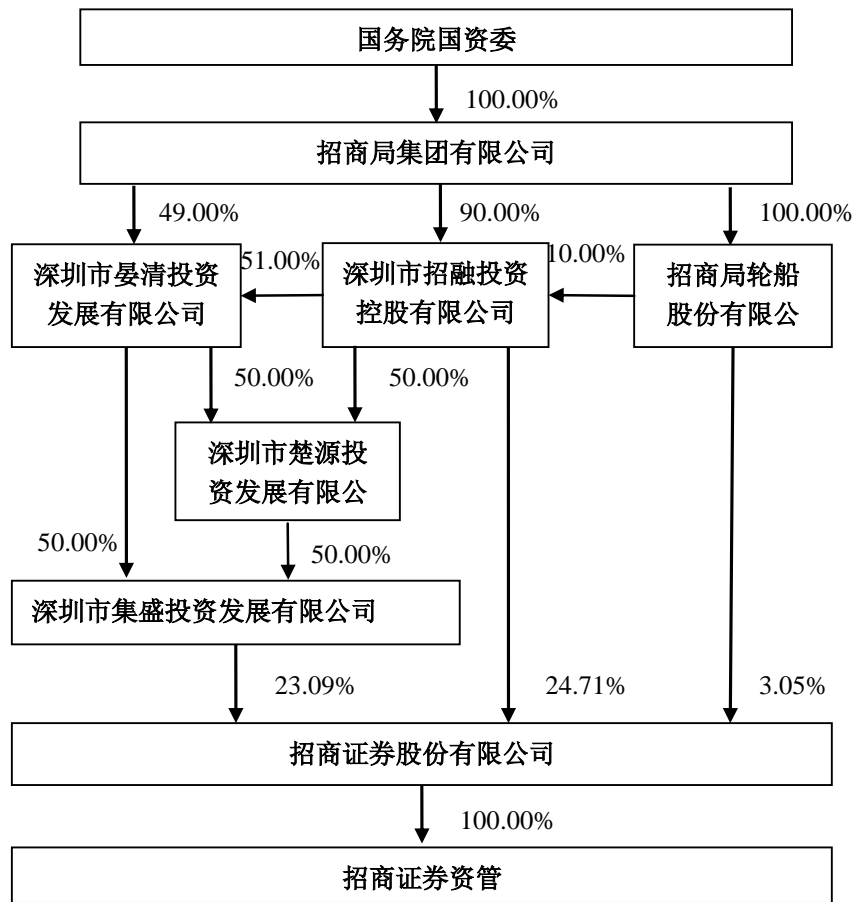 国务院国资委
100.00%
招商局集团有限公司
49.00%
90.00%
100.00%
深圳市晏清投资
发展有限公司
51.00%
深圳市招融投资
控股有限公司
10.00%
招商局轮船
股份有限公
50.00%
50.00%
深圳市楚源投
资发展有限公
50.00%
50.00%
深圳市集盛投资发展有限公司
23.09%
24.71%
3.05%
招商证券股份有限公司
100.00%
招商证券资管